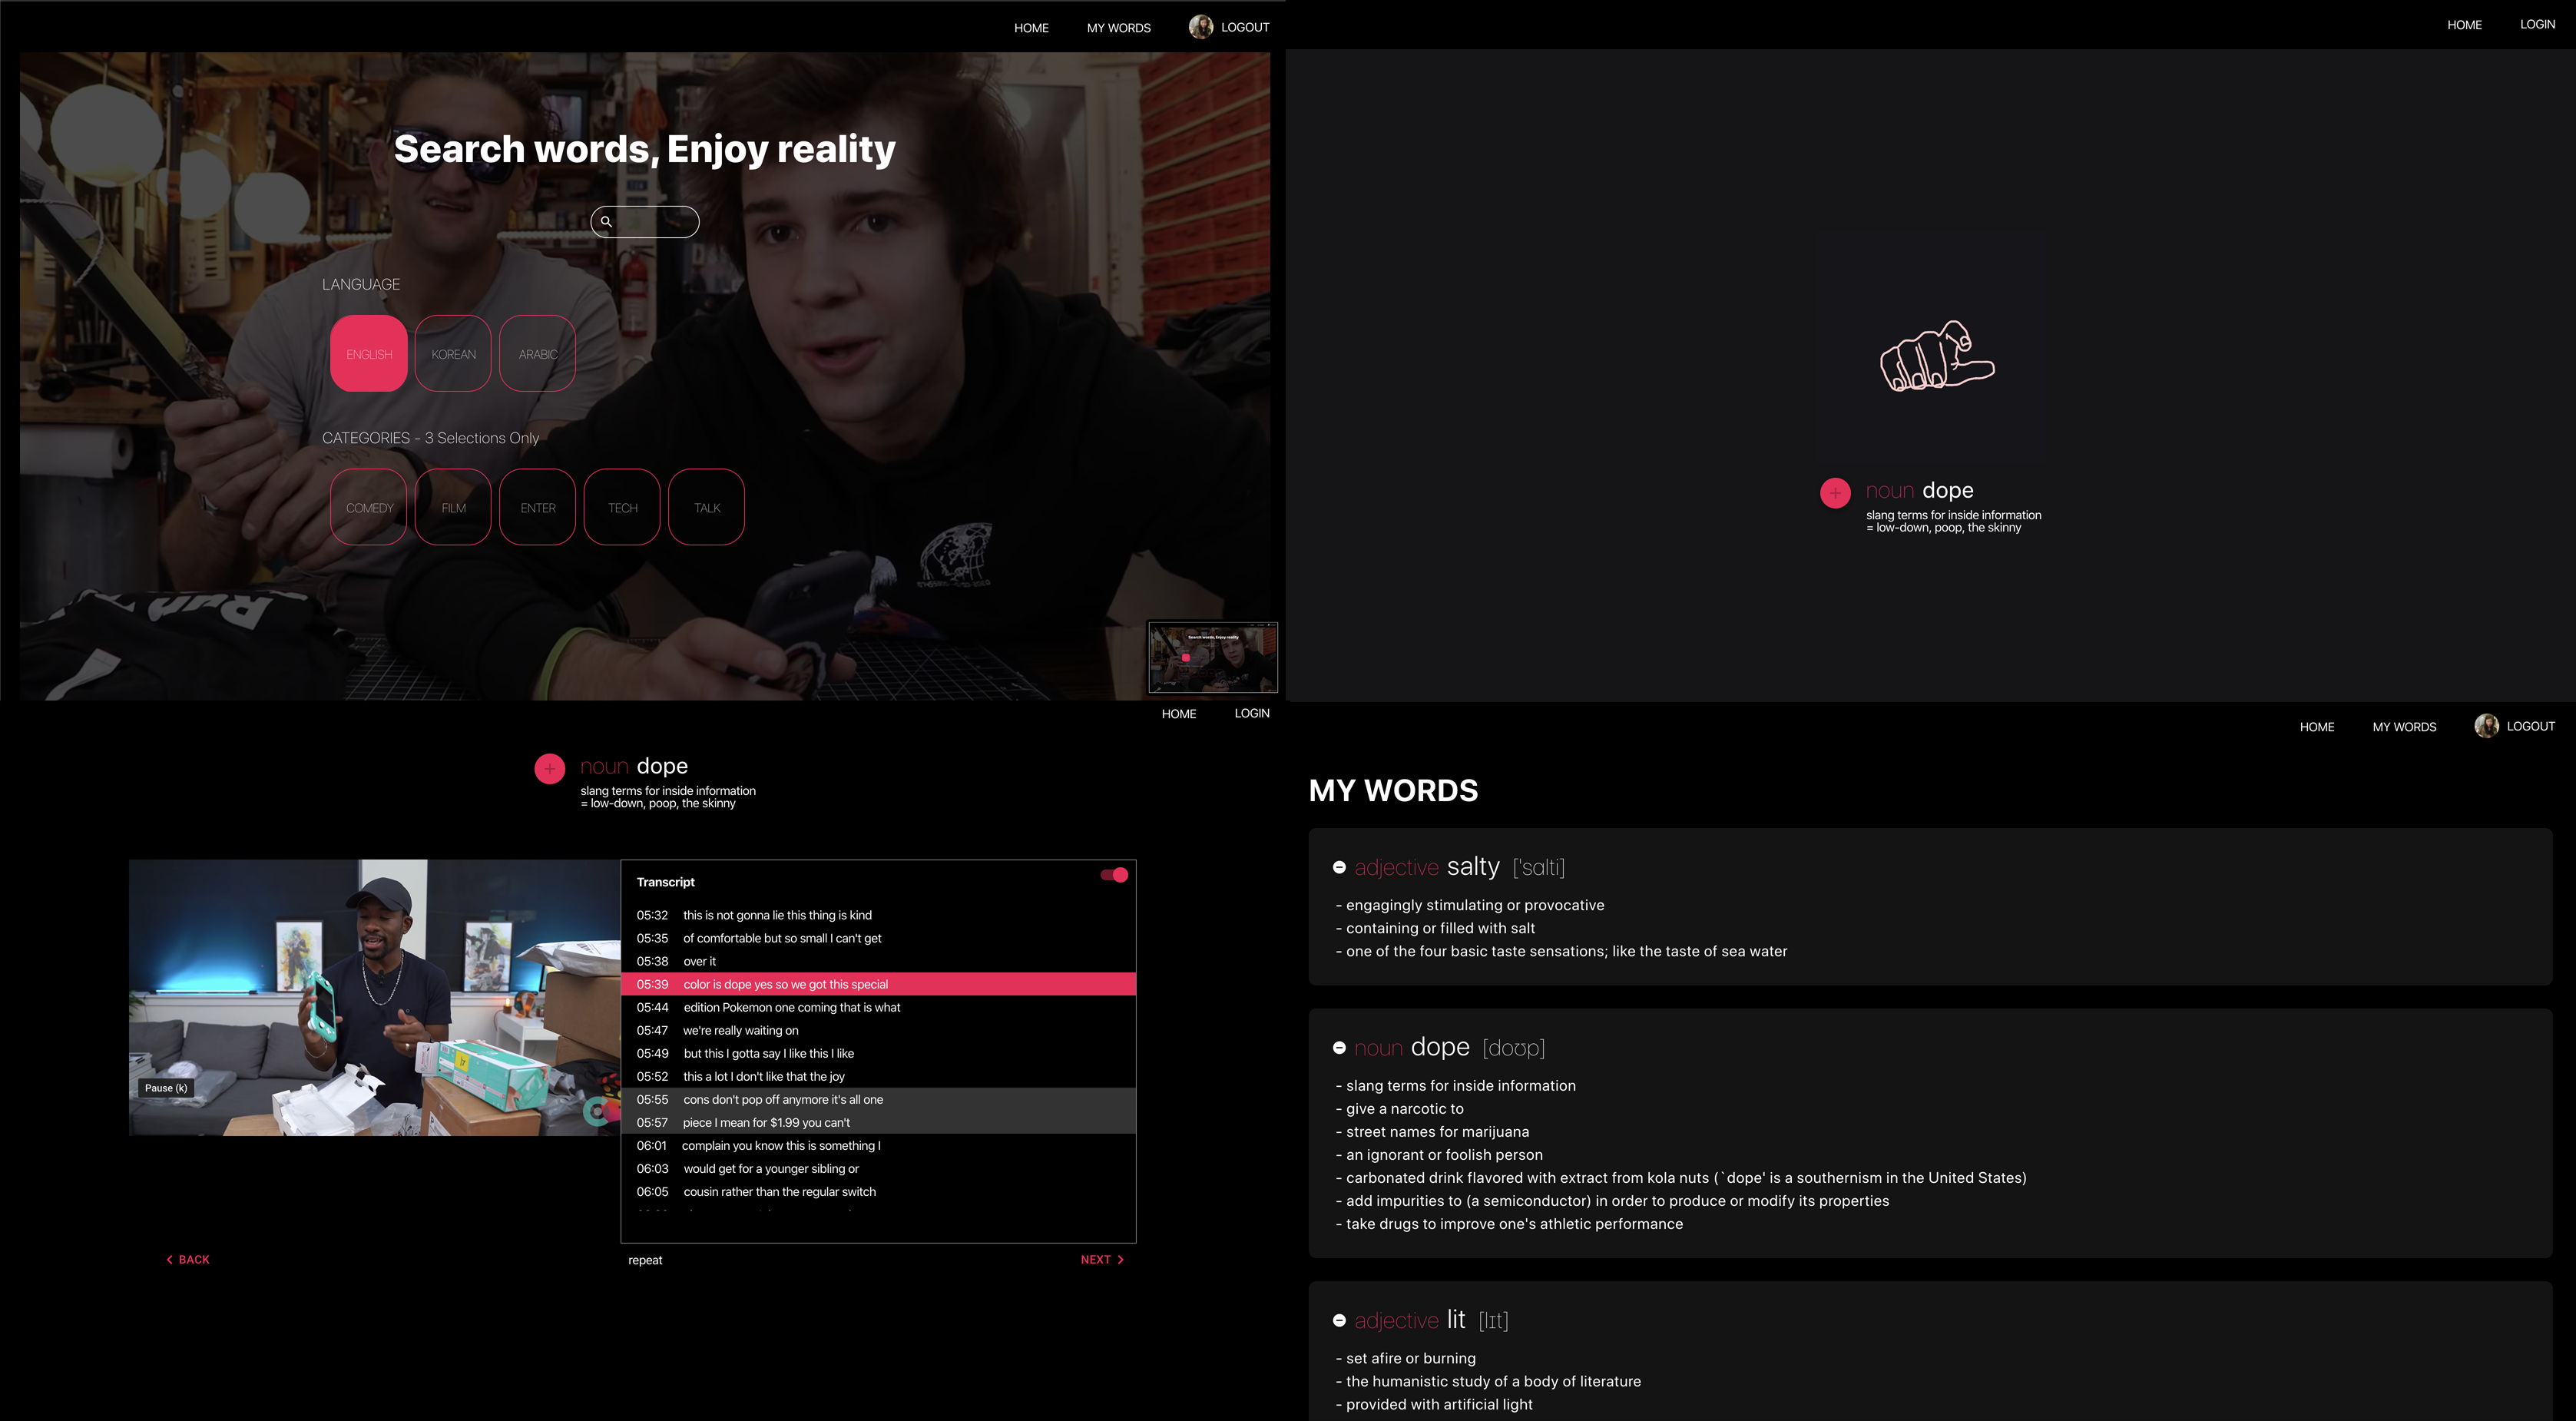 HOME MY WORDS LOGOUT
Search words, Enjoy reality
LANGUAGE
ENGLISH KOREAN ARABIC
CATEGORIES - 3 Selections Only
COMEDY FILM ENTER TECH TALK
Run
Search words, Enjoy reality
HOME LOGIN
noun dope
slang terms for inside information
= low-down, poop, the skinny
HOME LOGIN
noun dope
slang terms for inside information
= low-down, poop, the skinny
Pause (k)
Transcript
05:32 this is not gonna lie this thing is kind
05:35 of comfortable but so small I can't get
05:38 over it
05:39 color is dope yes so we got this special
05:44 edition Pokemon one coming that is what
05:47 we're really waiting on
05:49 but this I gotta say I like this I like
05:52 this a lot I don't like that the joy
05:55 cons don't pop off anymore it's all one
05:57 piece I mean for $1.99 you can't
06:01 complain you know this is something I
06:03 would get for a younger sibling or
06:05 cousin rather than the regular switch
BACK
repeat
NEXT
HOME MY WORDS LOGOUT
MY WORDS
adjective salty ['sɑlti]
- engagingly stimulating or provocative
- containing or filled with salt
- one of the four basic taste sensations; like the taste of sea water
noun dope [doʊp]
- slang terms for inside information
- give a narcotic to
- street names for marijuana
- an ignorant or foolish person
- carbonated drink flavored with extract from kola nuts (`dope' is a southernism in the United States)
- add impurities to (a semiconductor) in order to produce or modify its properties
- take drugs to improve one's athletic performance
adjective lit [lɪt]
- set afire or burning
- the humanistic study of a body of literature
- provided with artificial light